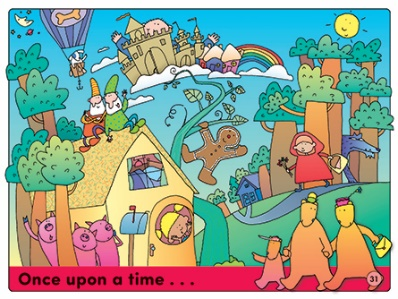 Once upon a time . . .
31